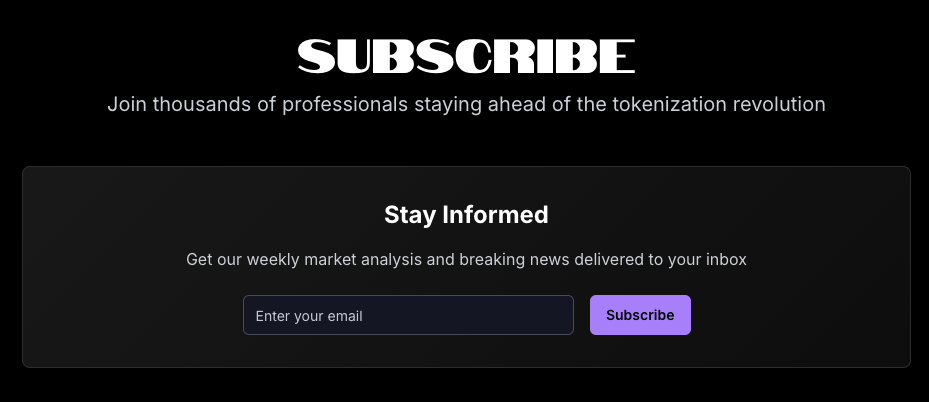 SUBSCRIBE
Join thousands of professionals staying ahead of the tokenization revolution
Stay Informed
Get our weekly market analysis and breaking news delivered to your inbox
Enter your email
Subscribe